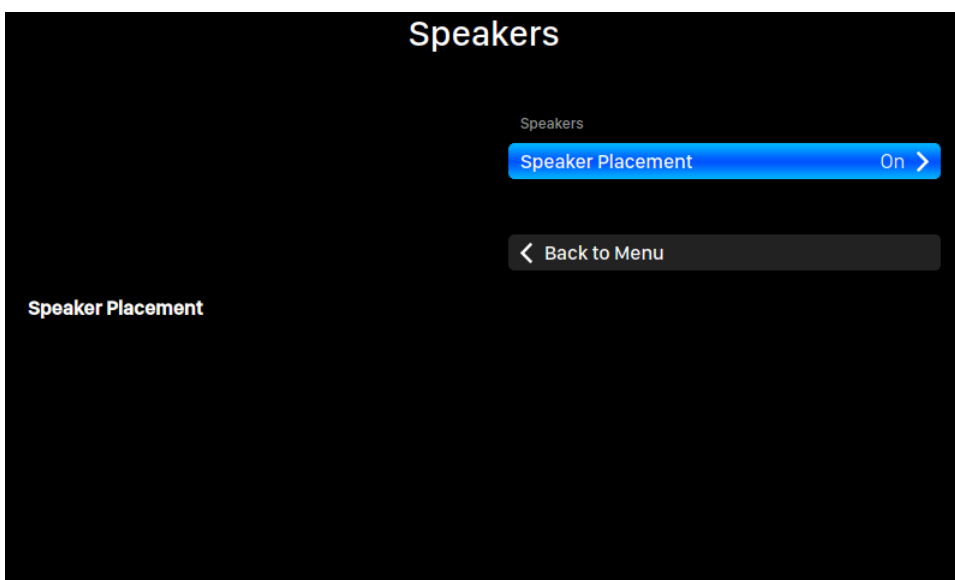 Speakers
Speakers
Speaker Placement On
Back to Menu
Speaker Placement